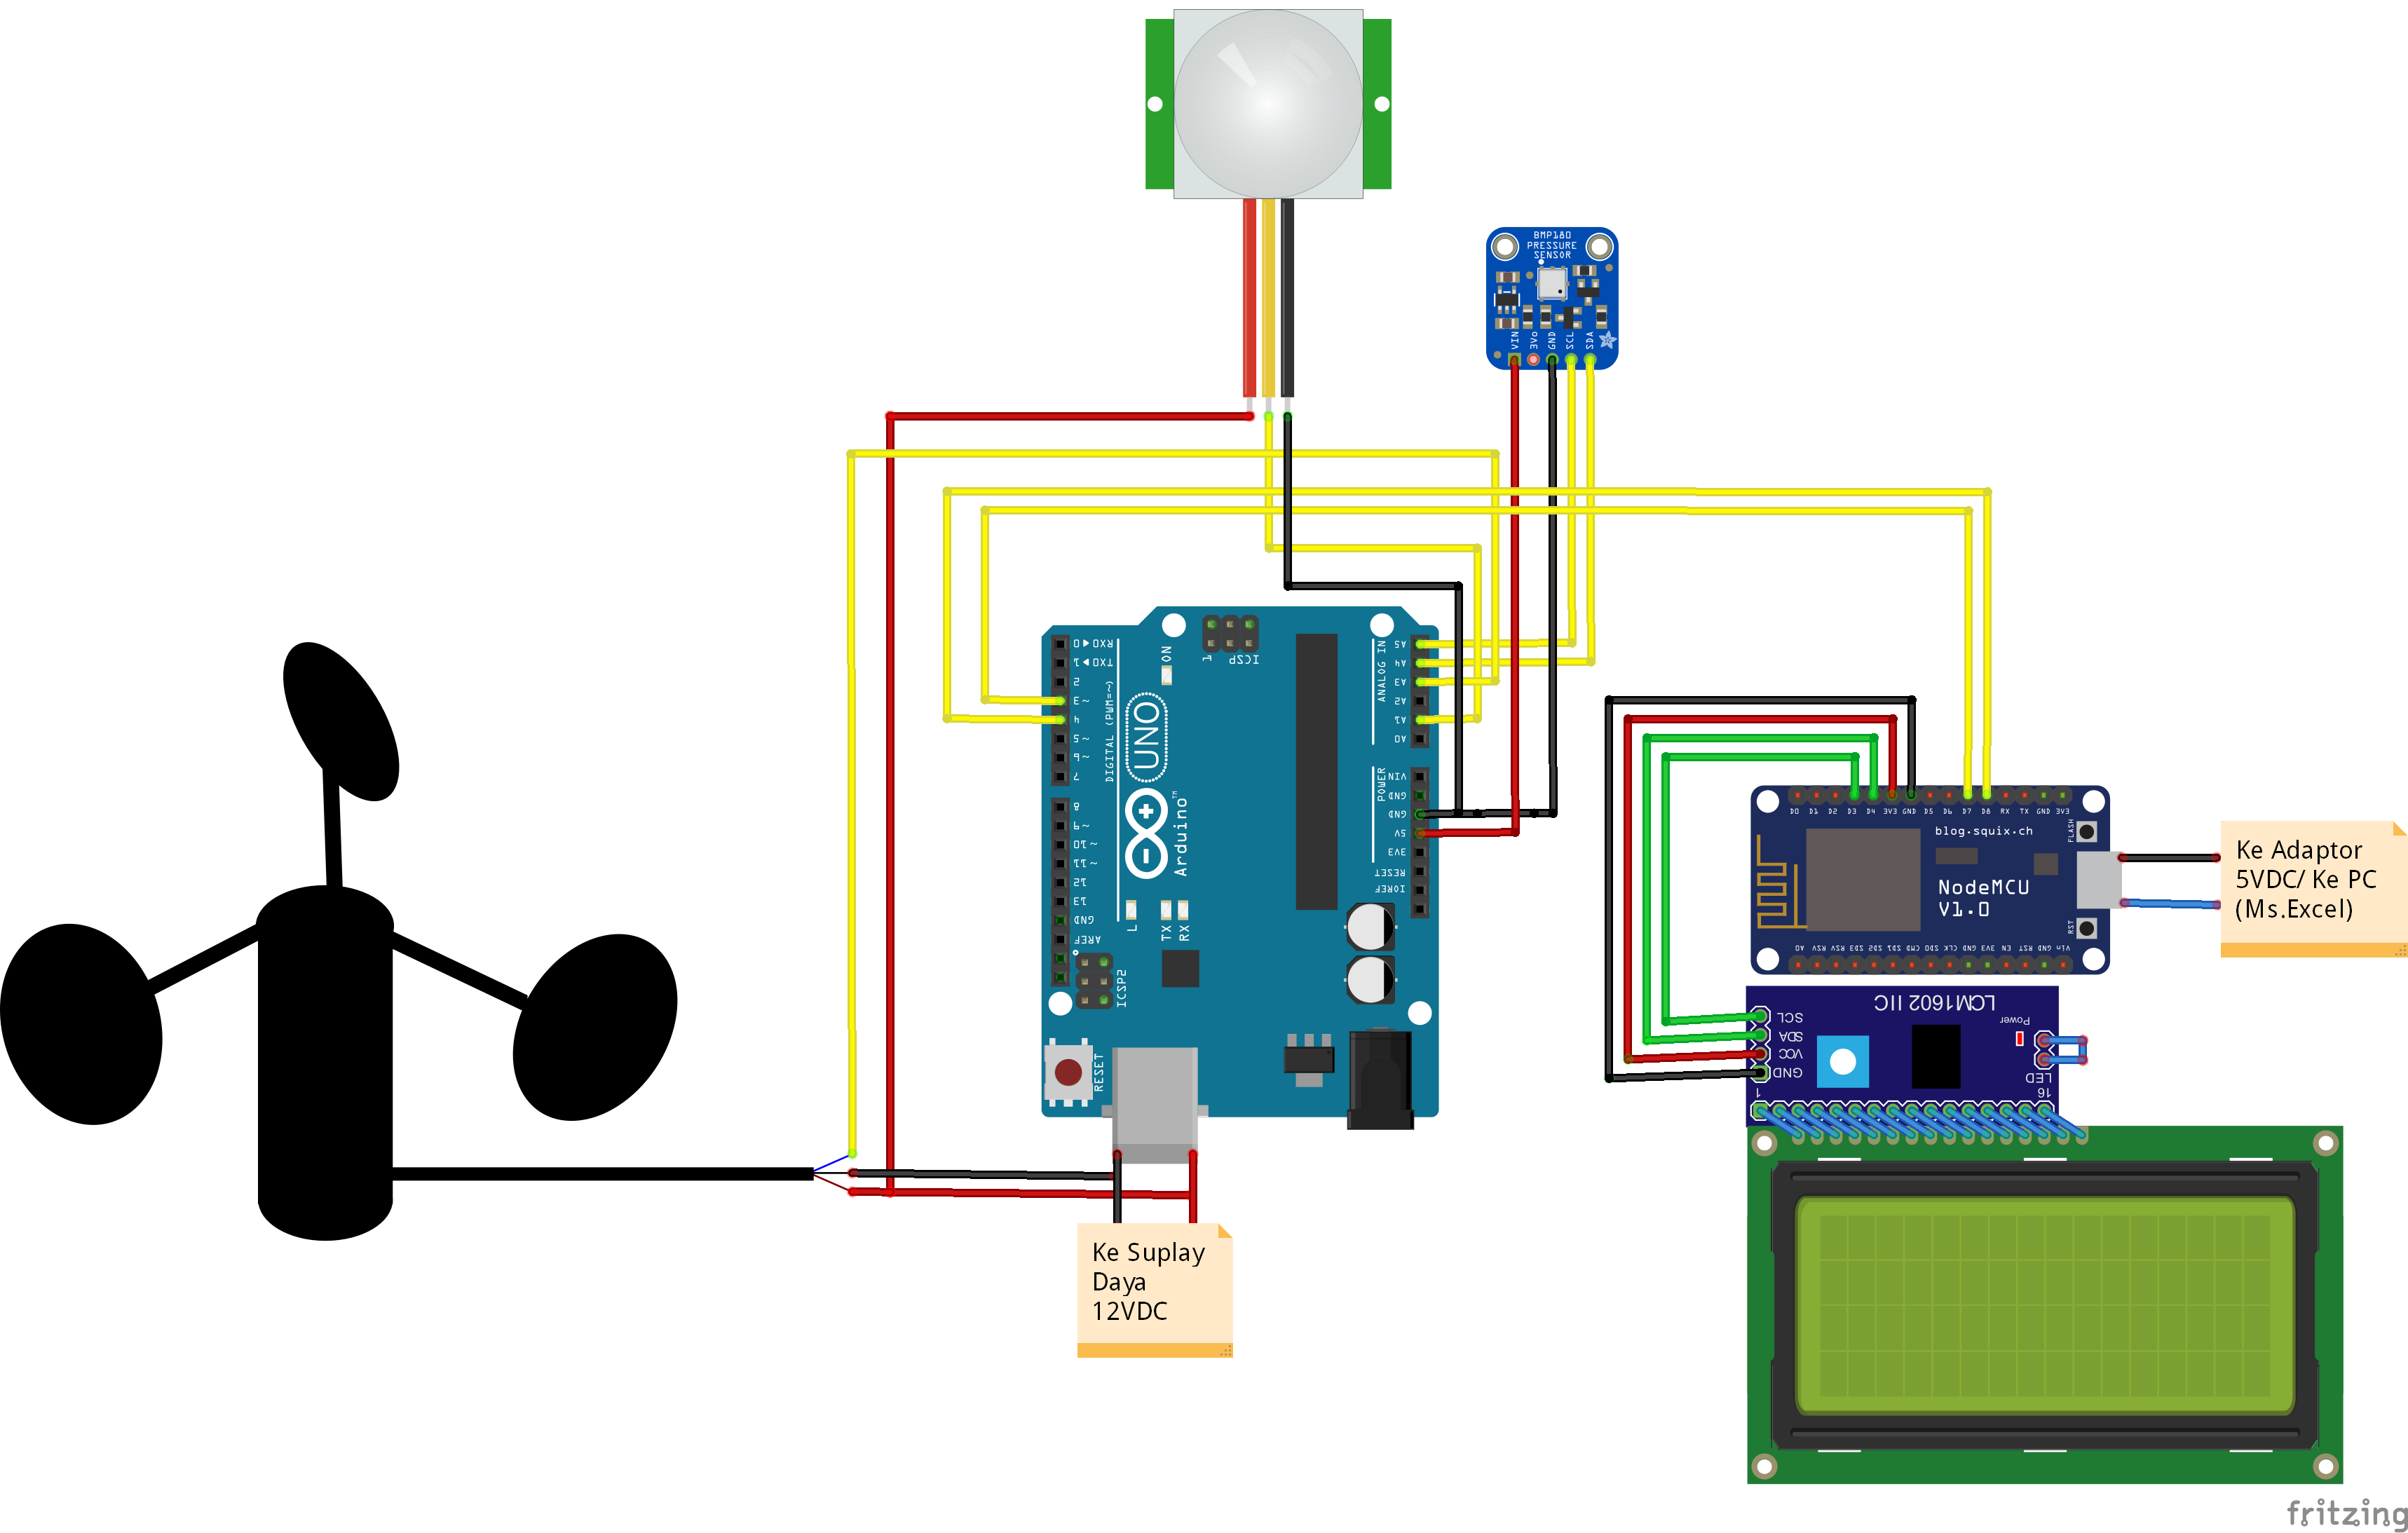 BMP180
PRESSURE
SENSOR
VIN
3Vo
GND
SCL
SDA
RX0
0
TX0
1
2
3 ~
4
5 ~
6 ~
7
8
9 ~
10 ~
11 ~
12
13
GND
AREF
DIGITAL (PWM=~)
ON
1
ICSP
UNO
Arduino
TM
L
TX
RX
ICSP2
RESET
ANALOG IN
A5
A4
A3
A2
A1
A0
POWER
VIN
GND
GND
5V
3V3
RESET
IOREF
D0 D1 D2 D3 D4 3V3 GND D5 D6 D7 D8 RX TX GND 3V3
blog.squix.ch
FLASH
NodeMCU
V1.0
RST
A0 RSV RSV SD3 SD2 SD1 CMD SD0 CLK GND 3V3 EN RST GND Vin
Ke Adaptor
5VDC/ Ke PC
(Ms.Excel)
LCM1602 IIC
SCL
SDA
VCC
GND
Power
LED
1
16
Ke Suplay
Daya
12VDC
fritzing